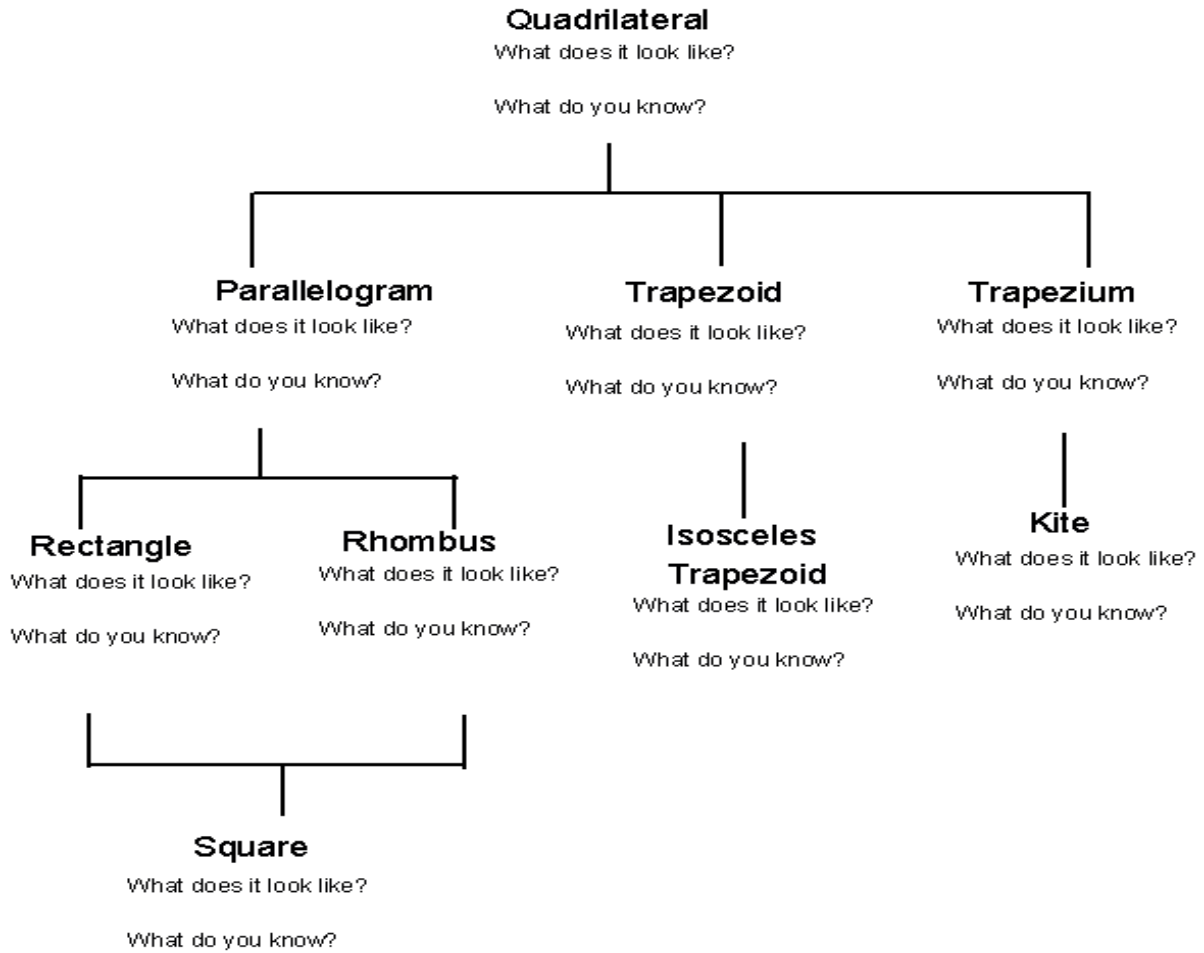 Quadrilateral
What does it look like?
What do you know?
Parallelogram
What does it look like?
What do you know?
Trapezoid
What does it look like?
What do you know?
Trapezium
What does it look like?
What do you know?
Rectangle
What does it look like?
What do you know?
Rhombus
What does it look like?
What do you know?
Isosceles
Trapezoid
What does it look like?
What do you know?
Kite
What does it look like?
What do you know?
Square
What does it look like?
What do you know?